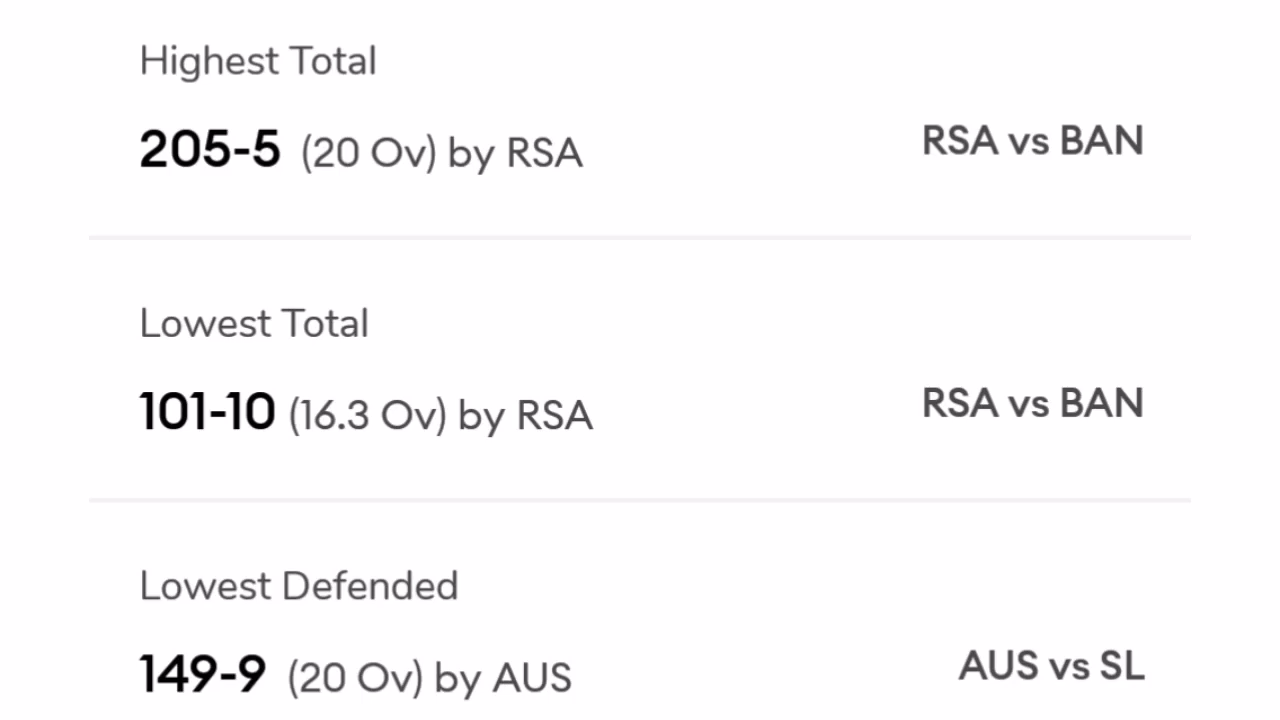 Highest Total
205-5 (20 Ov) by RSA RSA vs BAN
Lowest Total
101-10 (16.3 Ov) by RSA RSA vs BAN
Lowest Defended
149-9 (20 Ov) by AUS AUS vs SL